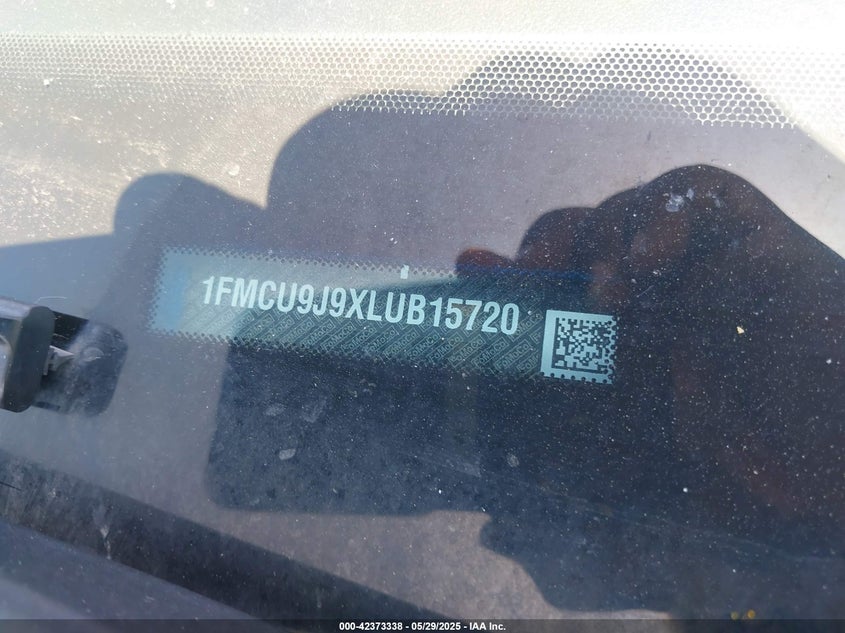 1FMCU9J9XLUB15720
000-42373338 - 05/29/2025 - IAA Inc.